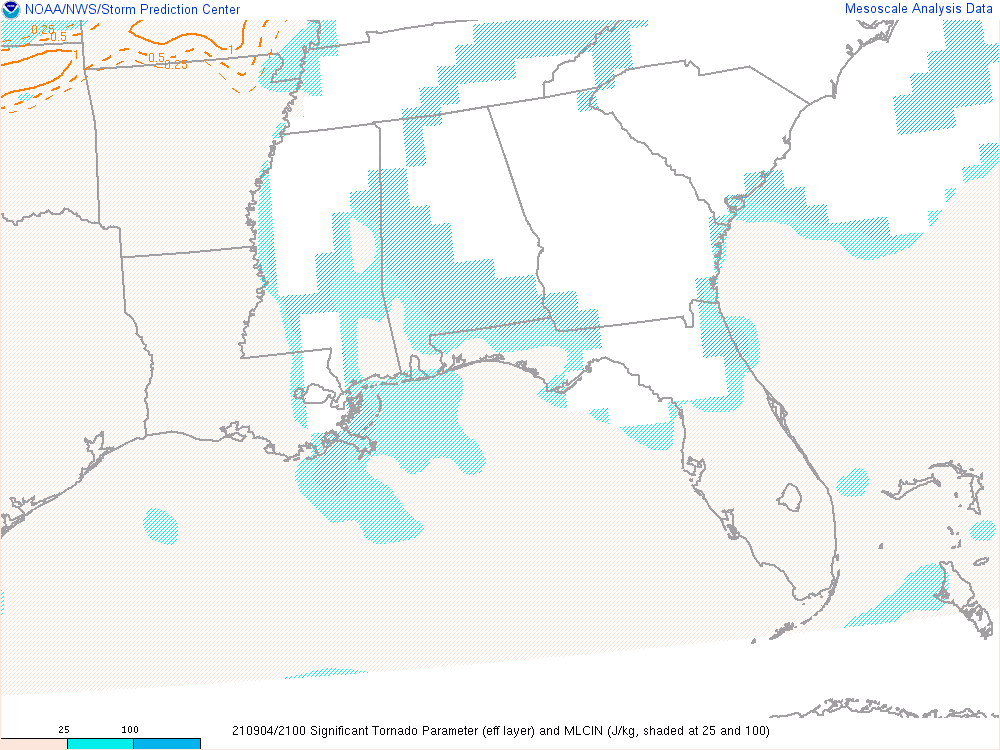 NOAA/NWS/Storm Prediction Center
Mesoscale Analysis Data
0.25
0.5
1
0.5
0.25
25
100
210904/2100 Significant Tornado Parameter (eff layer) and MLCIN (J/kg, shaded at 25 and 100)